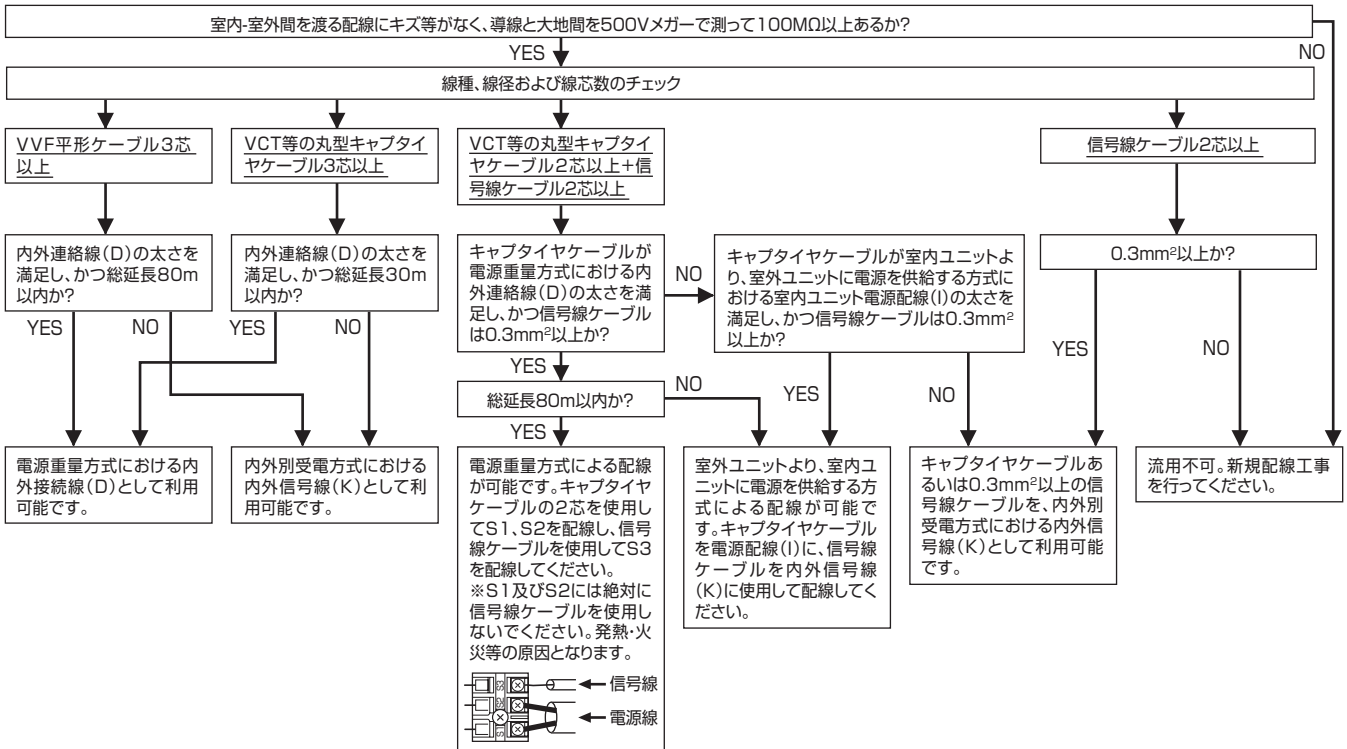 室内-室外間を渡る配線にキズ等がなく、導線と大地間を500Vメガーで測って100MΩ以上あるか?
YES
NO
線種、線径および線芯数のチェック
VVF平形ケーブル3芯
以上
VCT等の丸型キャプタイ
ヤケーブル3芯以上
VCT等の丸型キャプタイ
ヤケーブル2芯以上+信
号線ケーブル2芯以上
信号線ケーブル2芯以上
内外連絡線(D)の太さを
満足し、かつ総延長80m
以内か?
内外連絡線(D)の太さを
満足し、かつ総延長30m
以内か?
キャプタイヤケーブルが
電源重量方式における内
外連絡線(D)の太さを満
足し、かつ信号線ケーブル
は0.3mm²以上か?
NO
キャプタイヤケーブルが室内ユニットよ
り、室外ユニットに電源を供給する方式に
おける室内ユニット電源配線(I)の太さを
満足し、かつ信号線ケーブルは0.3mm²
以上か?
0.3mm²以上か?
YES
NO
YES
NO
YES
NO
YES
NO
YES
NO
総延長80m以内か?
YES
電源重量方式における内
外接続線(D)として利用
可能です。
内外別受電方式における
内外信号線(K)として利
用可能です。
電源重量方式による配線
が可能です。キャプタイヤ
ケーブルの2芯を使用し
てS1、S2を配線し、信号
線ケーブルを使用してS3
を配線してください。
※S1及びS2には絶対に
信号線ケーブルを使用し
ないでください。発熱・火
災等の原因となります。
S3
S2
S1
信号線
電源線
室外ユニットより、室内ユ
ニットに電源を供給する方
式による配線が可能で
す。キャプタイヤケーブル
を電源配線(I)に、信号線
ケーブルを内外信号線
(K)に使用して配線してく
ださい。
キャプタイヤケーブルあ
るいは0.3mm²以上の信
号線ケーブルを、内外別
受電方式における内外信
号線(K)として利用可能
です。
流用不可。新規配線工事
を行ってください。